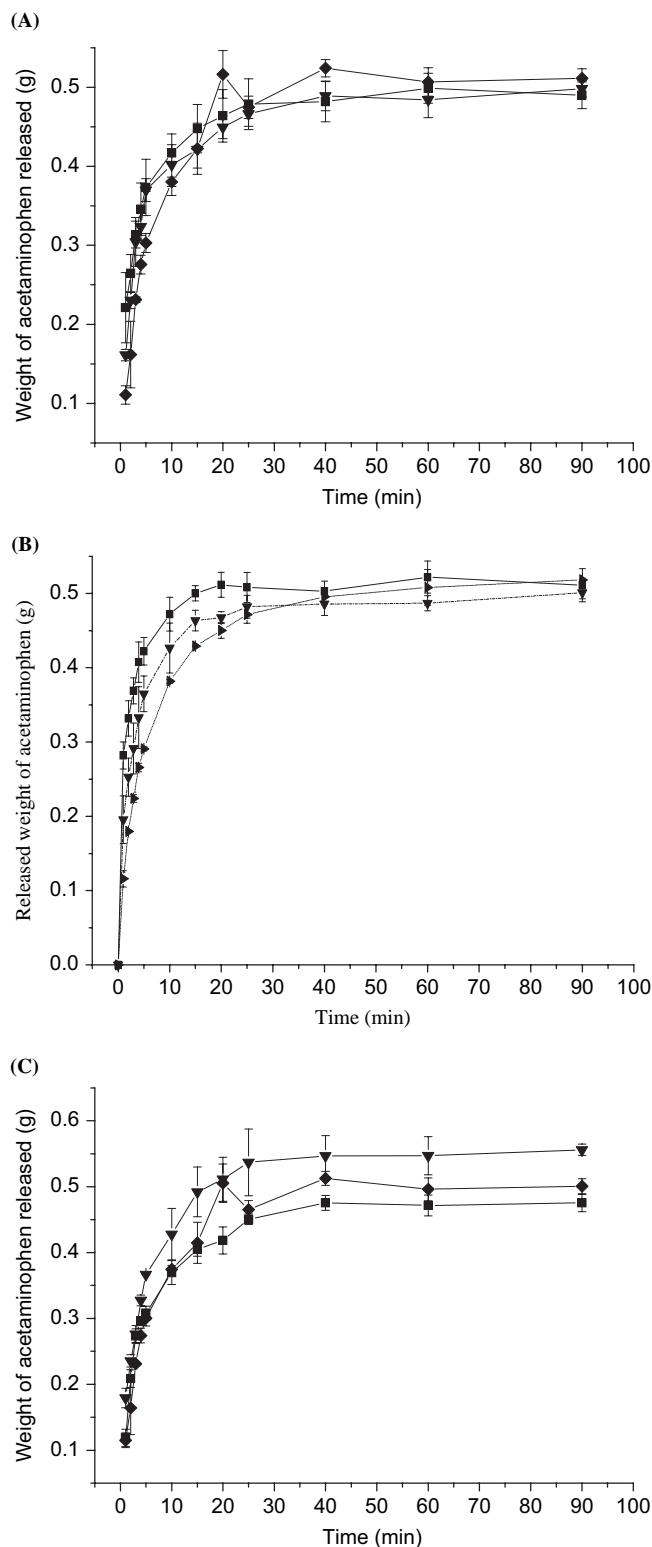 (A)
Weight of acetaminophen released (g)
0.5
0.4
0.3
0.2
0.1
0 10 20 30 40 50 60 70 80 90 100
Time (min)
(B)
Released weight of acetaminophen (g)
0.5
0.4
0.3
0.2
0.1
0.0
0 10 20 30 40 50 60 70 80 90 100
Time (min)
(C)
Weight of acetaminophen released (g)
0.6
0.5
0.4
0.3
0.2
0.1
0 10 20 30 40 50 60 70 80 90 100
Time (min)